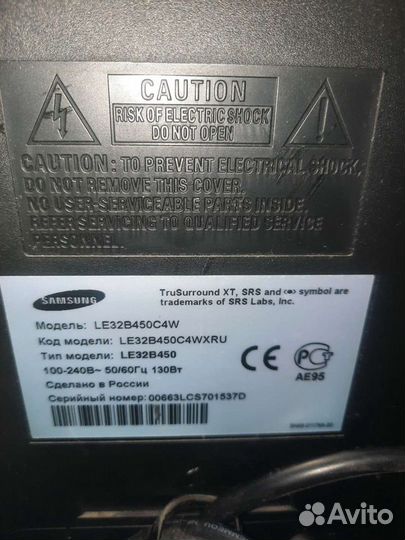 CAUTION
RISK OF ELECTRIC SHOCK
DO NOT OPEN
CAUTION: TO PREVENT ELECTRICAL SHOCK,
DO NOT REMOVE THIS COVER.
NO USER-SERVICEABLE PARTS INSIDE.
REFER SERVICING TO QUALIFIED SERVICE
PERSONNEL.
SAMSUNG
TruSurround XT, SRS and (●) symbol are
trademarks of SRS Labs, Inc.
Модель: LE32B450C4W
Код модели: LE32B450C4WXRU
Тип модели: LE32B450
100-240В~ 50/60Гц 130Вт
Сделано в России
Серийный номер: 00663LCS701537D
CE
РС
АЕ95
Avito